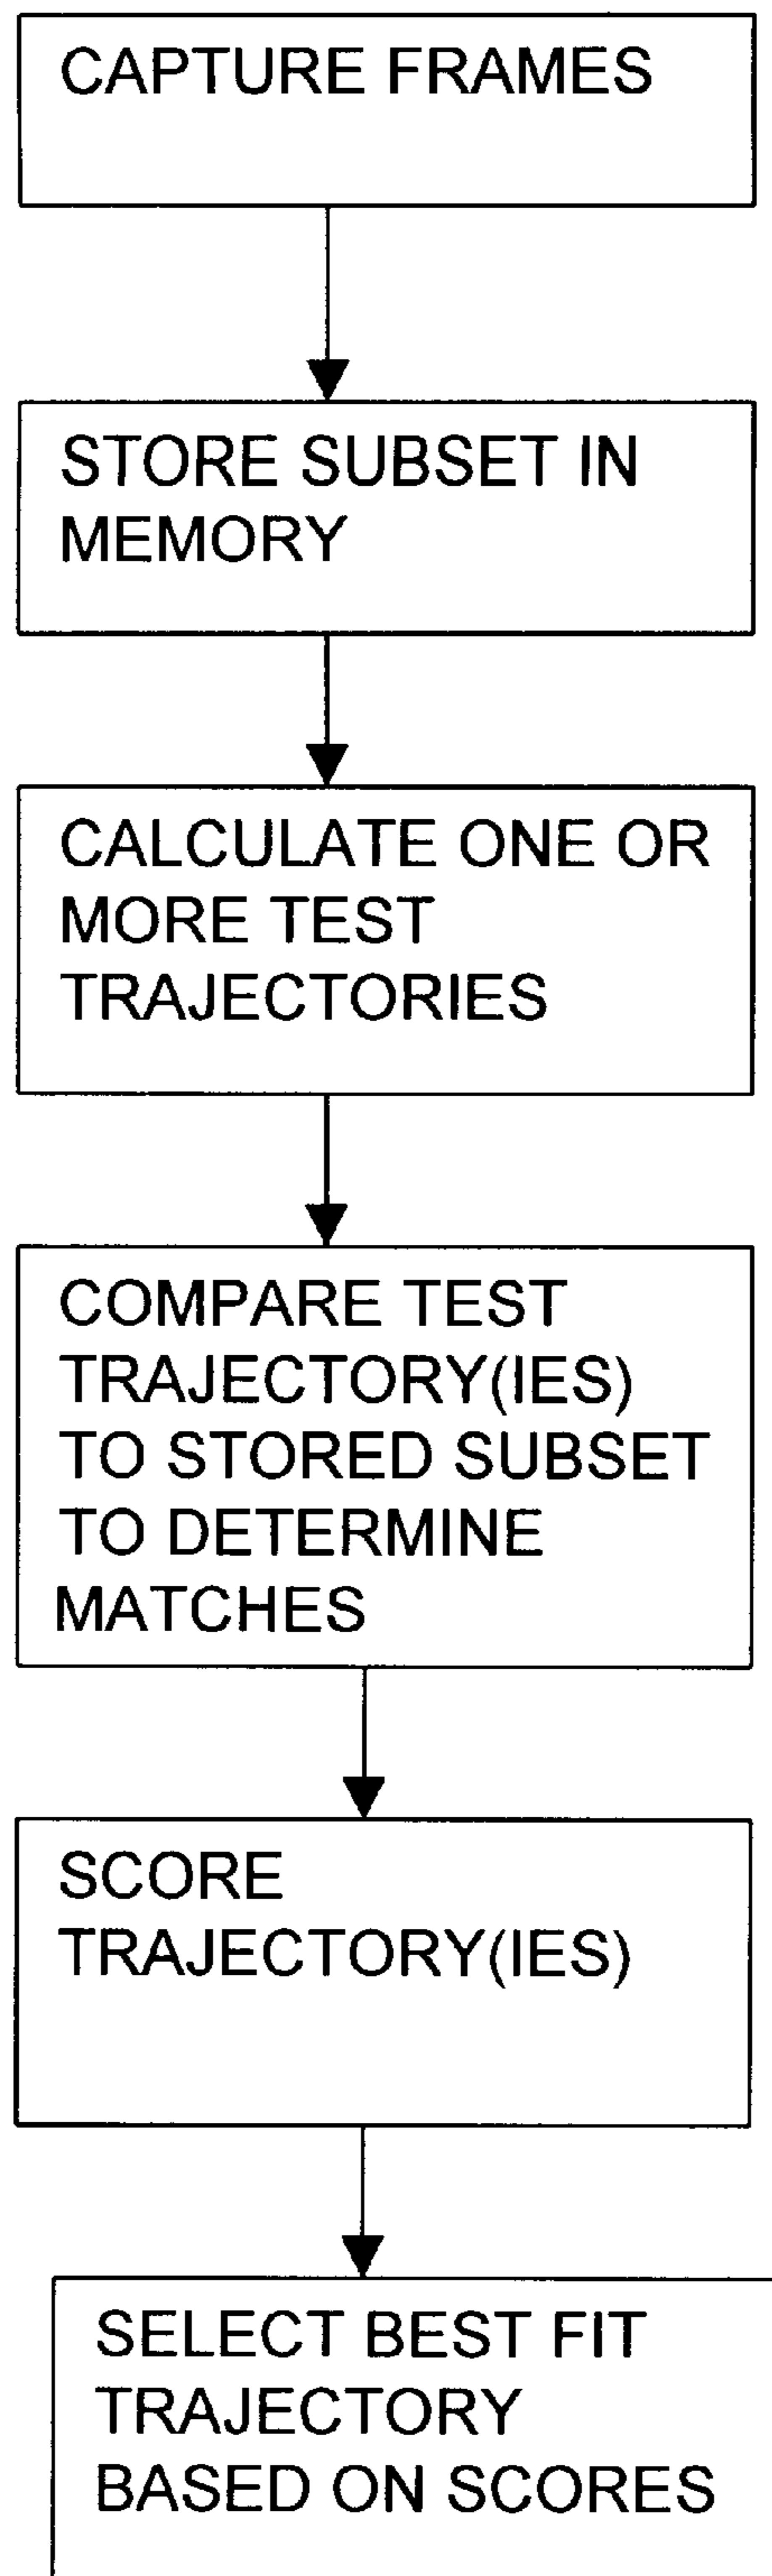 CAPTURE FRAMES
STORE SUBSET IN
MEMORY
CALCULATE ONE OR
MORE TEST
TRAJECTORIES
COMPARE TEST
TRAJECTORY(IES)
TO STORED SUBSET
TO DETERMINE
MATCHES
SCORE
TRAJECTORY(IES)
SELECT BEST FIT
TRAJECTORY
BASED ON SCORES